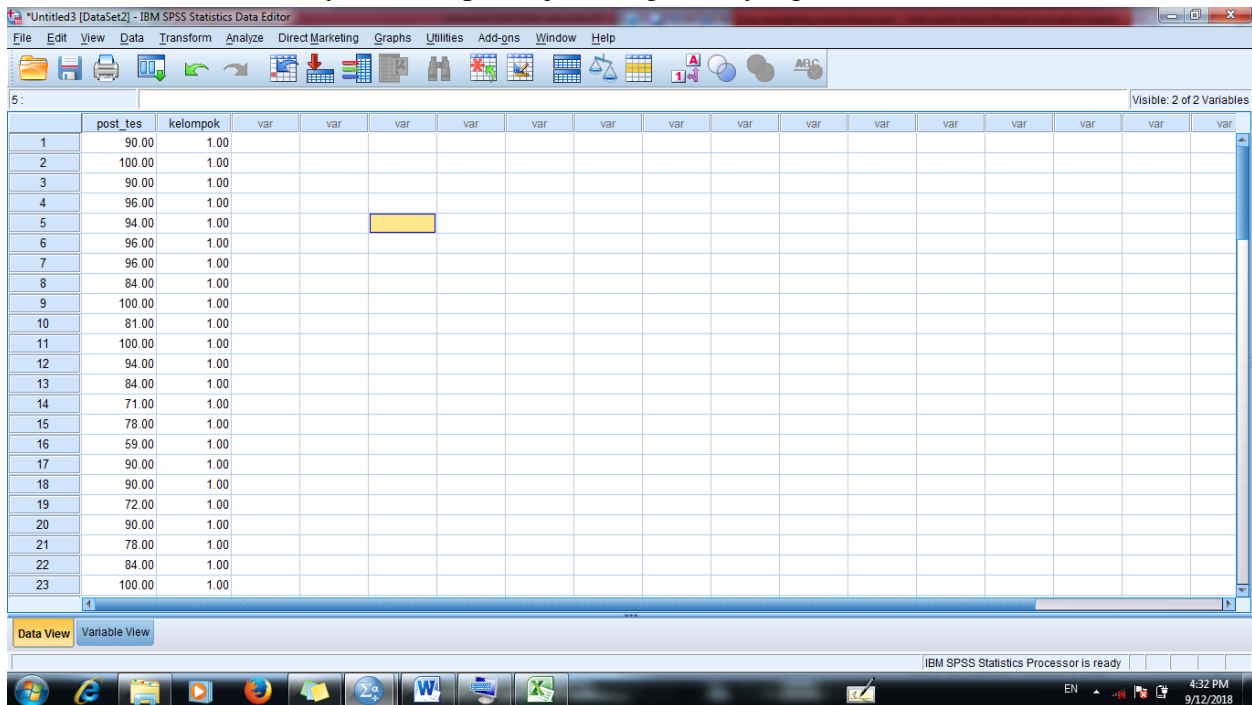 *Untitled3 [DataSet2] - IBM SPSS Statistics Data Editor
File Edit View Data Transform Analyze Direct Marketing Graphs Utilities Add-ons Window Help
5 : Visible: 2 of 2 Variables
post_tes kelompok var var var var var var var var var var var var var var var
1 90.00 1.00
2 100.00 1.00
3 90.00 1.00
4 96.00 1.00
5 94.00 1.00
6 96.00 1.00
7 96.00 1.00
8 84.00 1.00
9 100.00 1.00
10 81.00 1.00
11 100.00 1.00
12 94.00 1.00
13 84.00 1.00
14 71.00 1.00
15 78.00 1.00
16 59.00 1.00
17 90.00 1.00
18 90.00 1.00
19 72.00 1.00
20 90.00 1.00
21 78.00 1.00
22 84.00 1.00
23 100.00 1.00
Data View Variable View
IBM SPSS Statistics Processor is ready
EN 4:32 PM
9/12/2018